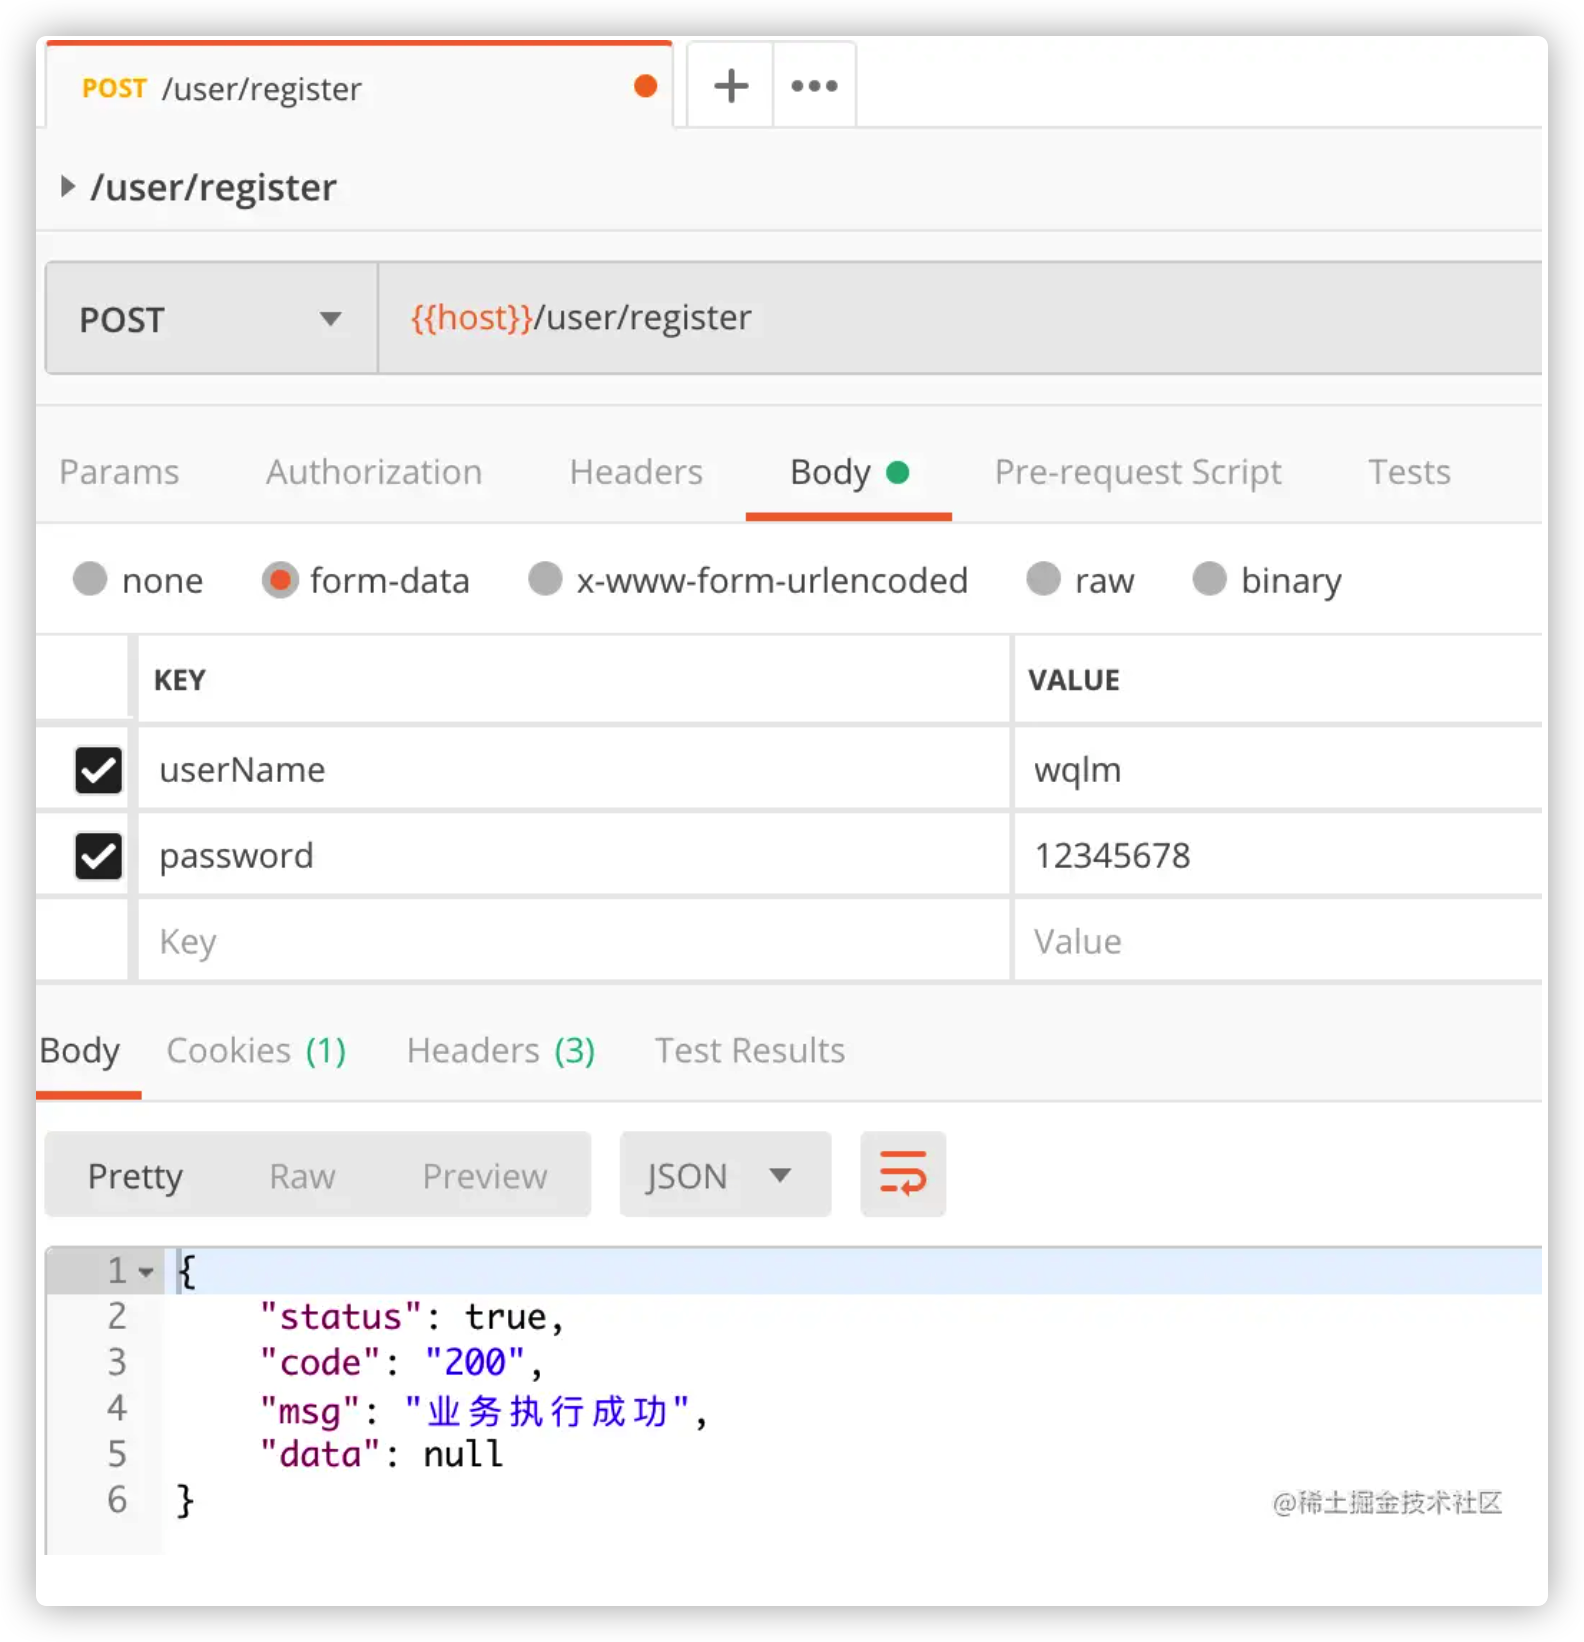 POST /user/register
/user/register
POST {{host}}/user/register
Params Authorization Headers Body Pre-request Script Tests
none form-data x-www-form-urlencoded raw binary
KEY VALUE
userName wqlm
password 12345678
Key Value
Body Cookies (1) Headers (3) Test Results
Pretty Raw Preview JSON
1 {
2 "status": true,
3 "code": "200",
4 "msg": "业务执行成功",
5 "data": null
6 }
@稀土掘金技术社区